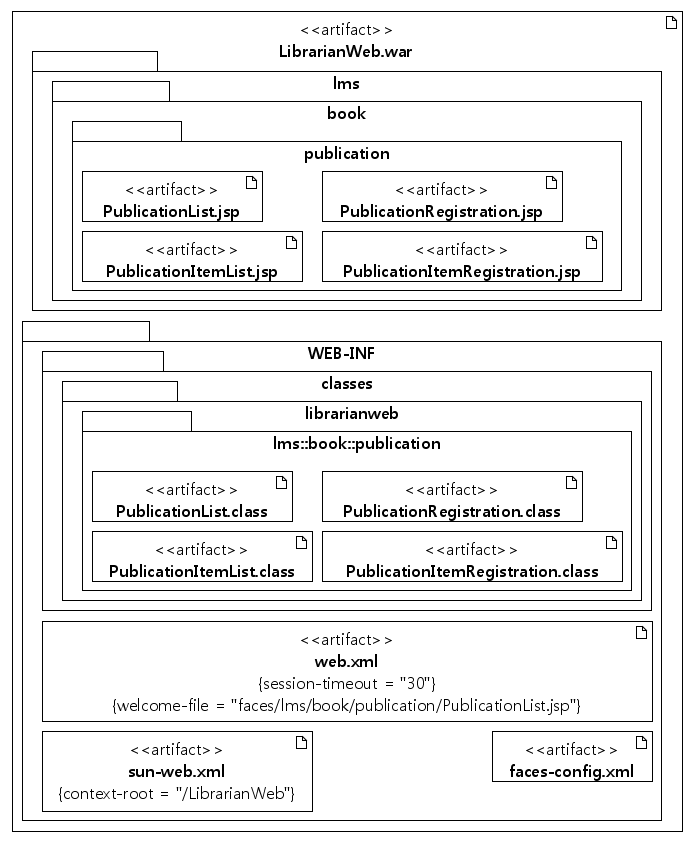 <<artifact>>
LibrarianWeb.war
lms
book
publication
<<artifact>>
PublicationList.jsp
<<artifact>>
PublicationRegistration.jsp
<<artifact>>
PublicationItemList.jsp
<<artifact>>
PublicationItemRegistration.jsp
WEB-INF
classes
librarianweb
lms::book::publication
<<artifact>>
PublicationList.class
<<artifact>>
PublicationRegistration.class
<<artifact>>
PublicationItemList.class
<<artifact>>
PublicationItemRegistration.class
<<artifact>>
web.xml
{session-timeout = "30"}
{welcome-file = "faces/lms/book/publication/PublicationList.jsp"}
<<artifact>>
sun-web.xml
{context-root = "/LibrarianWeb"}
<<artifact>>
faces-config.xml